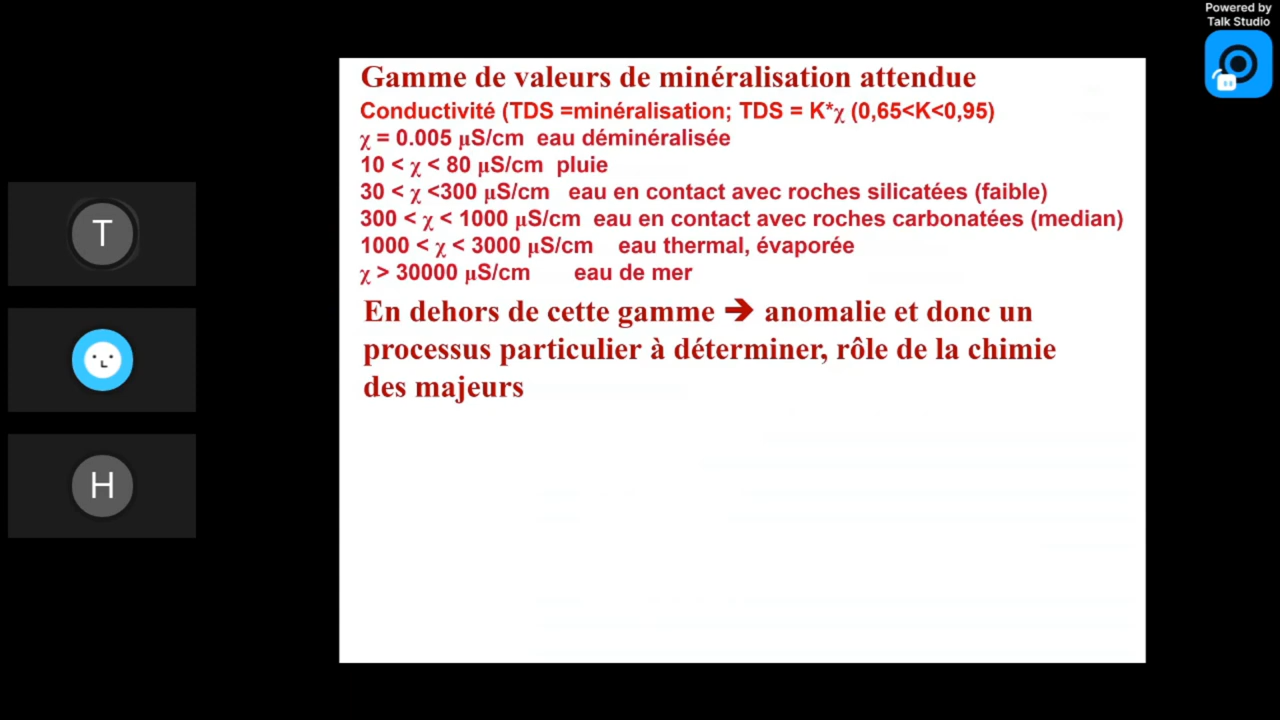 Powered by
Talk Studio
Gamme de valeurs de minéralisation attendue
Conductivité (TDS =minéralisation; TDS = K*χ (0,65<K<0,95)
χ = 0.005 µS/cm eau déminéralisée
10 < χ < 80 µS/cm pluie
30 < χ <300 µS/cm eau en contact avec roches silicatées (faible)
300 < χ < 1000 µS/cm eau en contact avec roches carbonatées (median)
1000 < χ < 3000 µS/cm eau thermal, évaporée
χ > 30000 µS/cm eau de mer
En dehors de cette gamme ➔ anomalie et donc un
processus particulier à déterminer, rôle de la chimie
des majeurs
T
H